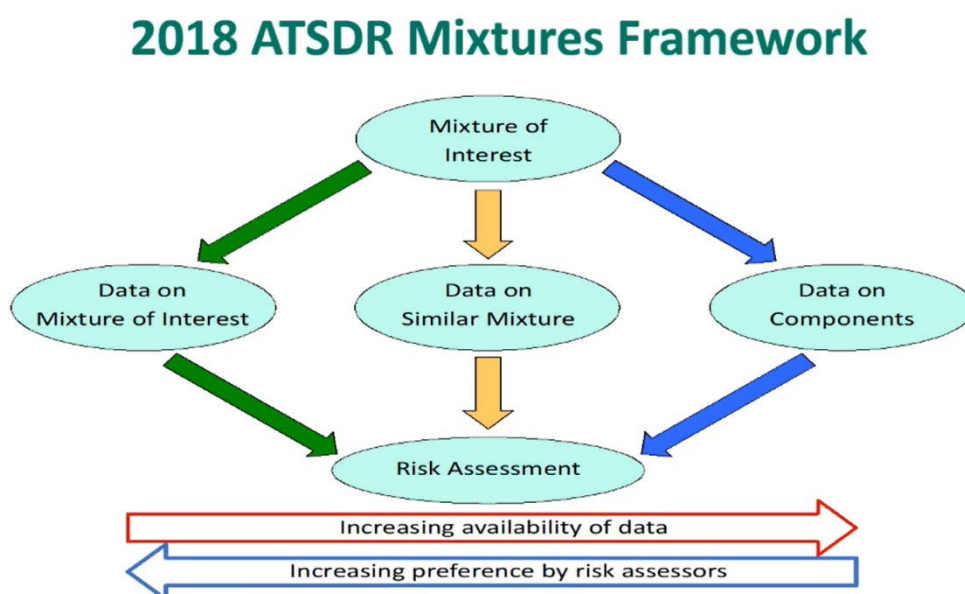 2018 ATSDR Mixtures Framework
Mixture of
Interest
Data on
Mixture of Interest
Data on
Similar Mixture
Data on
Components
Risk Assessment
Increasing availability of data
Increasing preference by risk assessors